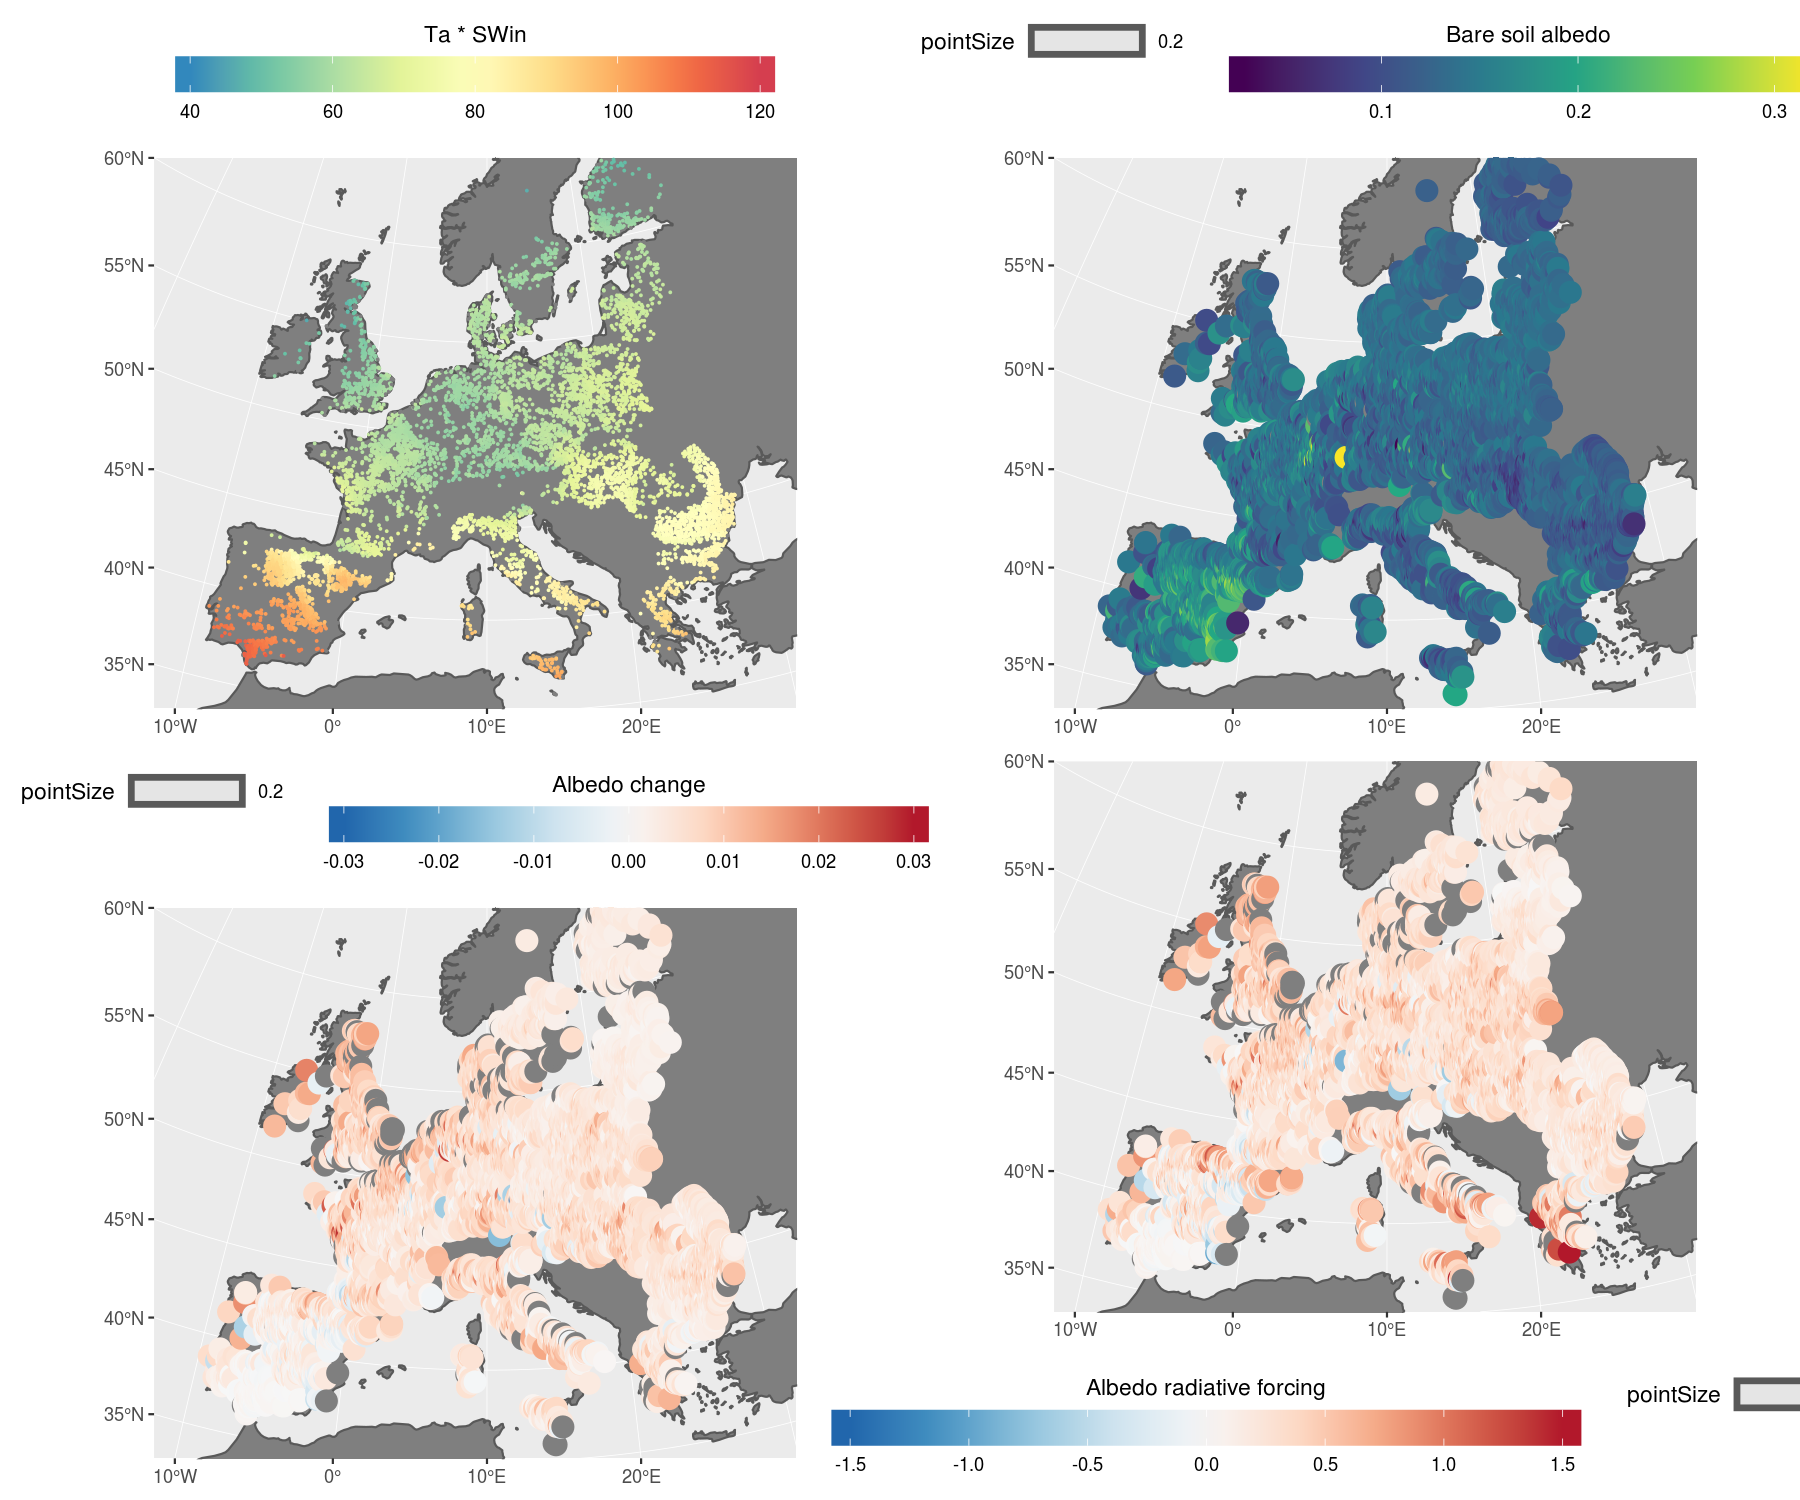 Ta * SWin
40 60 80 100 120
60°N
55°N
50°N
45°N
40°N
35°N
10°W 0° 10°E 20°E
pointSize 0.2
Bare soil albedo
0.1 0.2 0.3
60°N
55°N
50°N
45°N
40°N
35°N
10°W 0° 10°E 20°E
pointSize 0.2
Albedo change
-0.03 -0.02 -0.01 0.00 0.01 0.02 0.03
60°N
55°N
50°N
45°N
40°N
35°N
10°W 0° 10°E 20°E
60°N
55°N
50°N
45°N
40°N
35°N
10°W 0° 10°E 20°E
Albedo radiative forcing
-1.5 -1.0 -0.5 0.0 0.5 1.0 1.5
pointSize